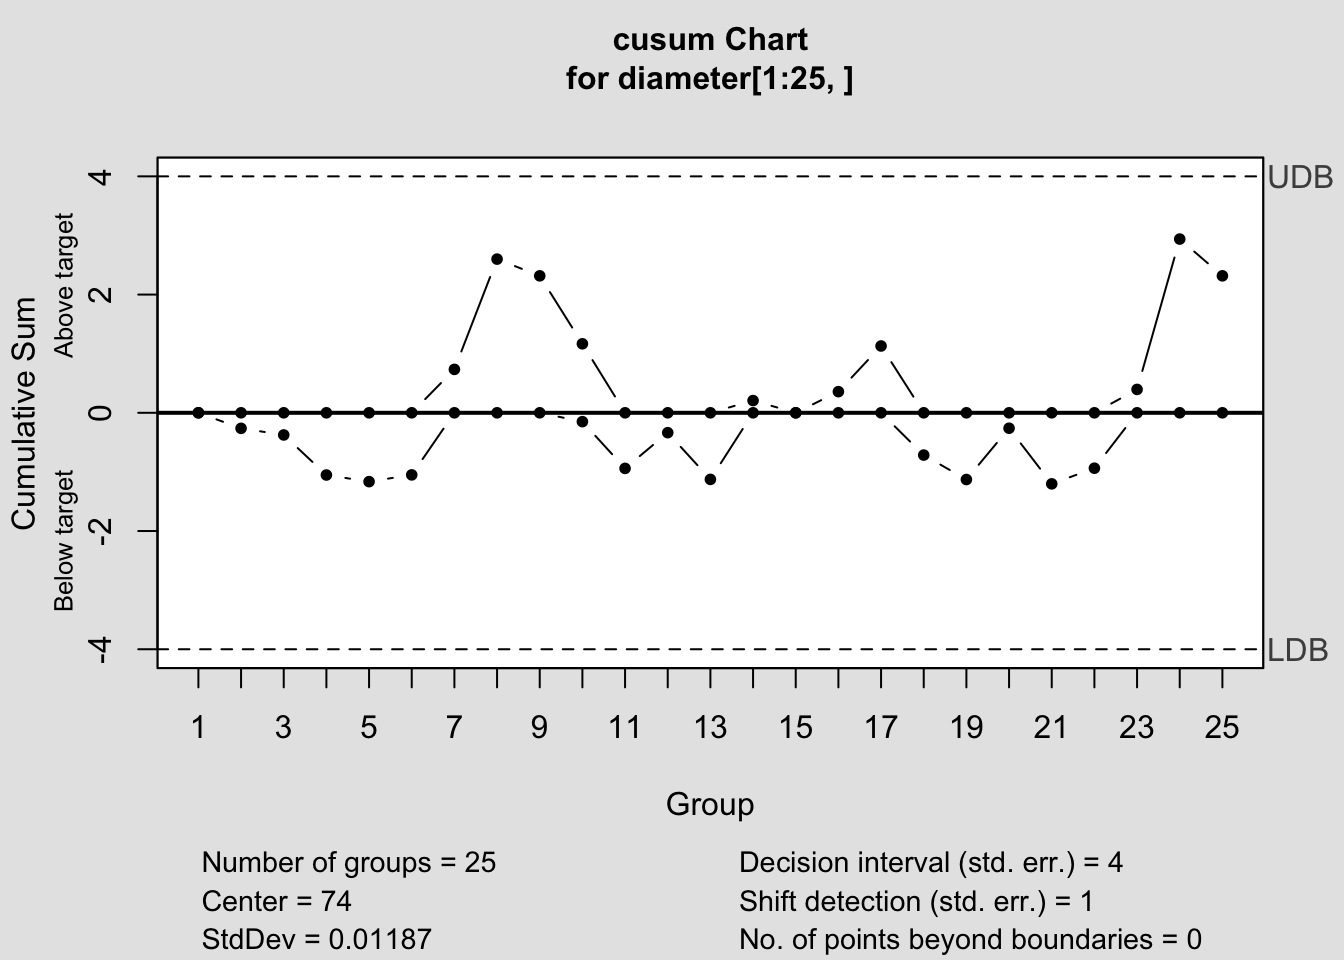 cusum Chart
for diameter[1:25, ]
Cumulative Sum
Above target
Below target
4
2
0
-2
-4
UDB
LDB
1 3 5 7 9 11 13 15 17 19 21 23 25
Group
Number of groups = 25
Center = 74
StdDev = 0.01187
Decision interval (std. err.) = 4
Shift detection (std. err.) = 1
No. of points beyond boundaries = 0